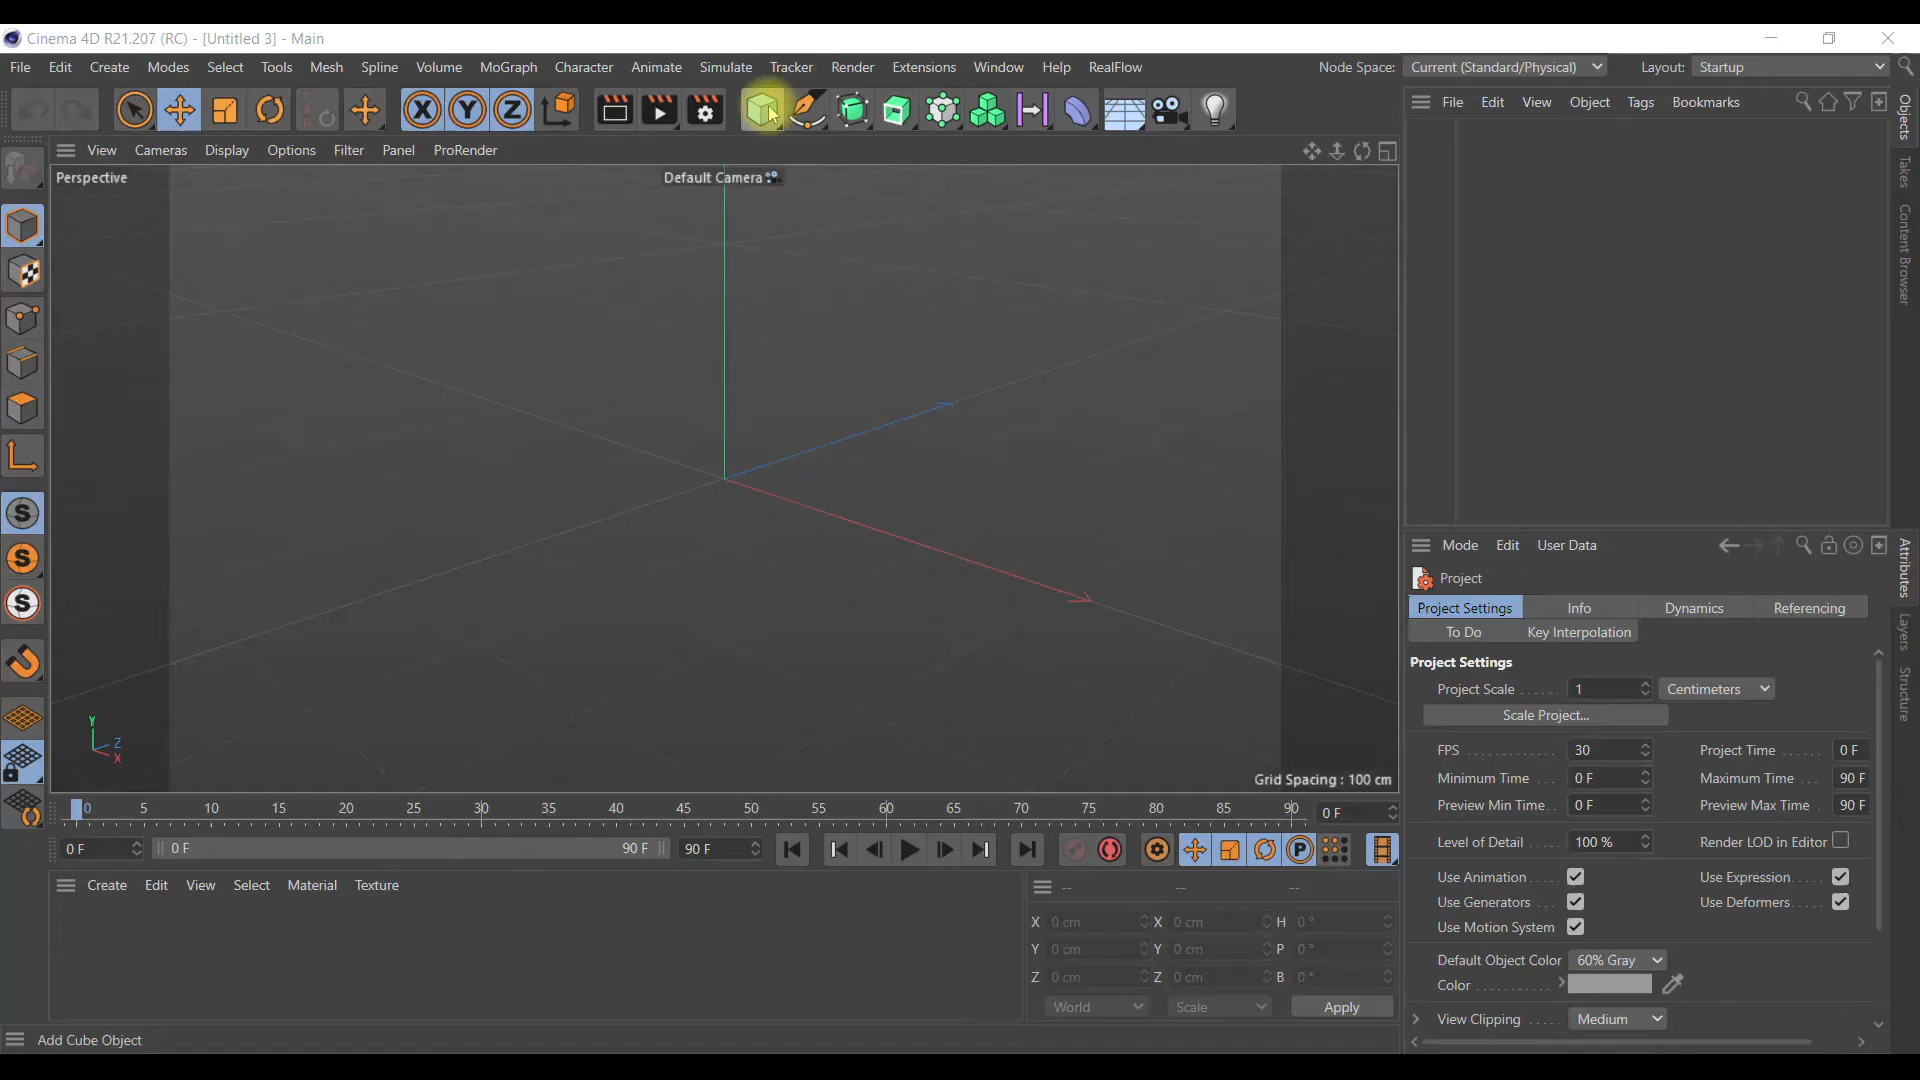 Cinema 4D R21.207 (RC) - [Untitled 3] - Main
File Edit Create Modes Select Tools Mesh Spline Volume MoGraph Character Animate Simulate Tracker Render Extensions Window Help RealFlow Node Space: Current (Standard/Physical) Layout: Startup
X Y Z
File Edit View Object Tags Bookmarks
View Cameras Display Options Filter Panel ProRender
Perspective
Default Camera
Objects
Takes
Content Browser
S
S
S
Y
Z
X
Grid Spacing : 100 cm
Mode Edit User Data
Project
Project Settings Info Dynamics Referencing
To Do Key Interpolation
Project Settings
Project Scale ...... 1 Centimeters
Scale Project...
FPS ............. 30 Project Time ...... 0 F
Minimum Time ... 0 F Maximum Time ... 90 F
Preview Min Time.. 0 F Preview Max Time . 90 F
Level of Detail ..... 100 % Render LOD in Editor
Use Animation..... Use Expression.....
Use Generators ... Use Deformers.....
Use Motion System
Default Object Color 60% Gray
Color ...........
View Clipping ..... Medium
Attributes
Layers
Structure
0 5 10 15 20 25 30 35 40 45 50 55 60 65 70 75 80 85 90 0 F
0 F 0 F 90 F 90 F P
Create Edit View Select Material Texture
-- -- --
X 0 cm X 0 cm H 0 °
Y 0 cm Y 0 cm P 0 °
Z 0 cm Z 0 cm B 0 °
World Scale Apply
Add Cube Object